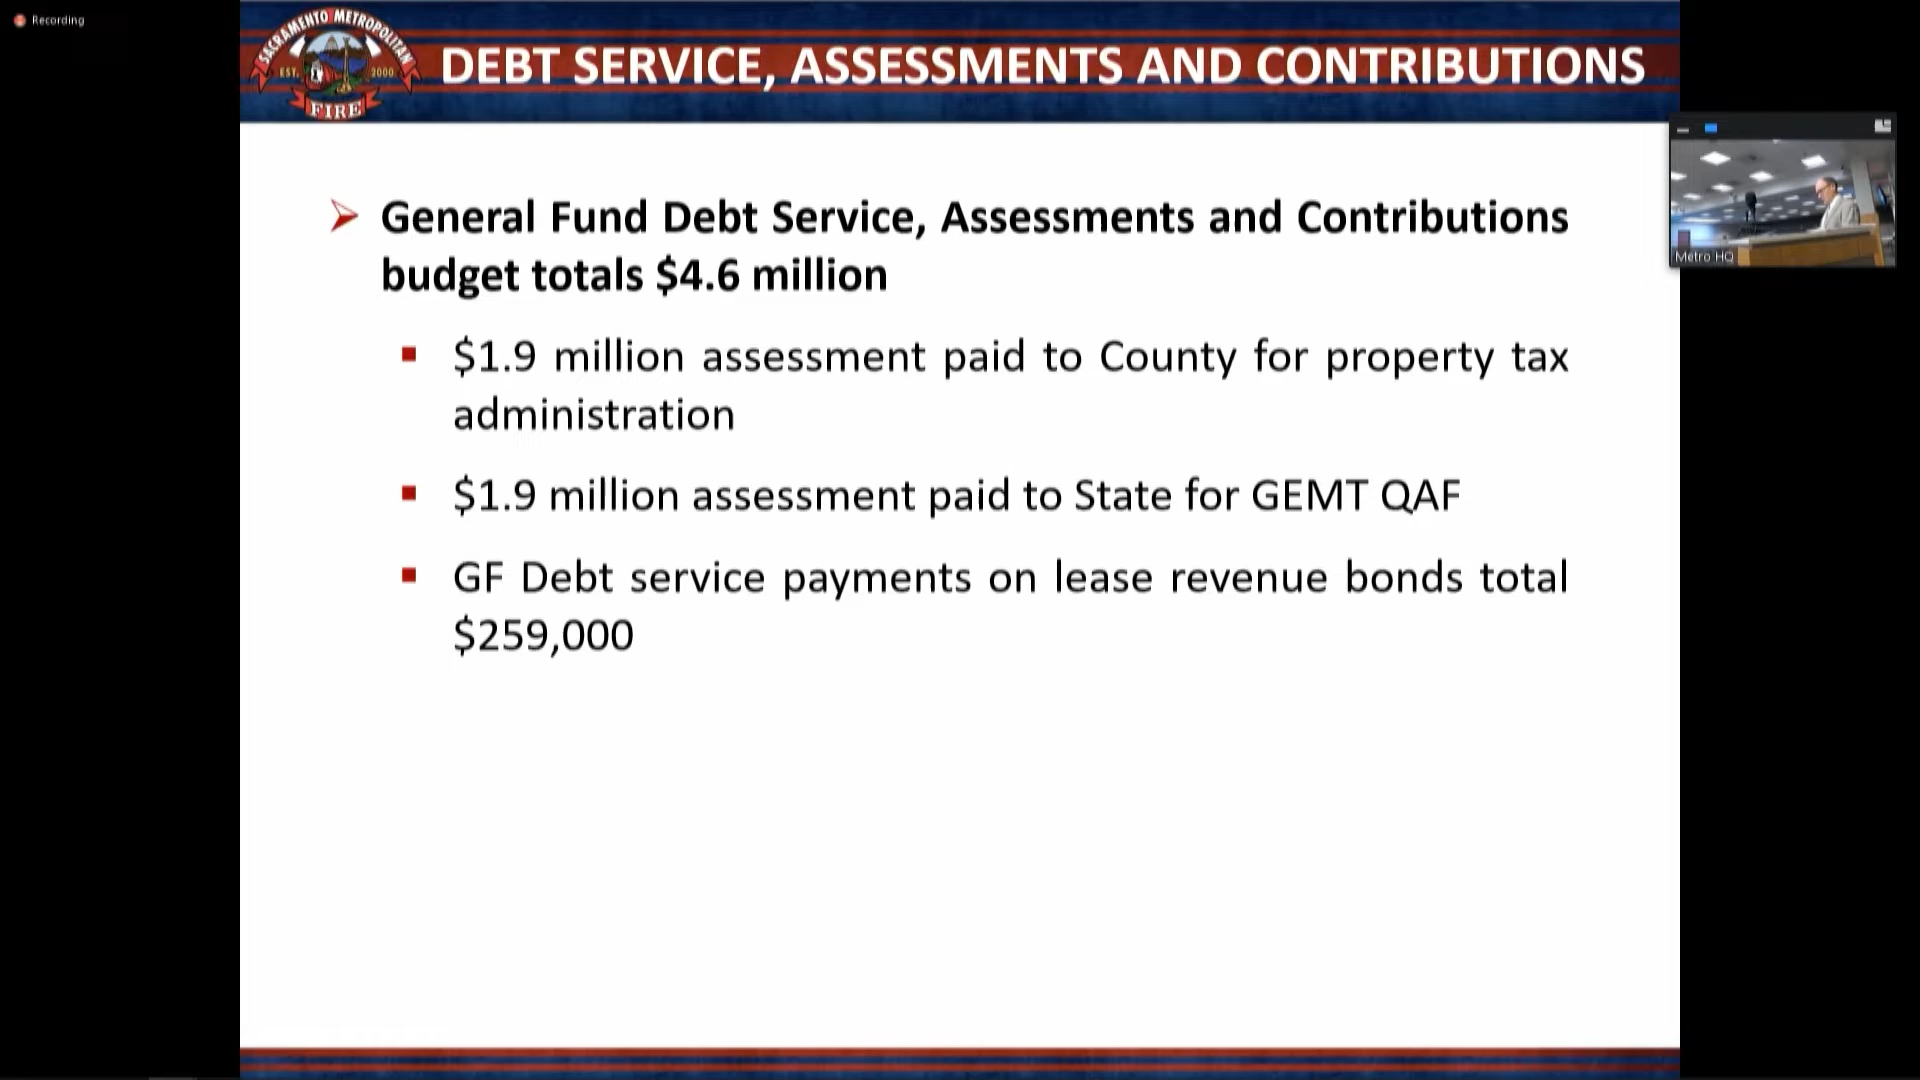 Recording
SACRAMENTO METROPOLITAN
EST. 2000
FIRE
DEBT SERVICE, ASSESSMENTS AND CONTRIBUTIONS
General Fund Debt Service, Assessments and Contributions
budget totals $4.6 million
$1.9 million assessment paid to County for property tax
administration
$1.9 million assessment paid to State for GEMT QAF
GF Debt service payments on lease revenue bonds total
$259,000
Metro HQ